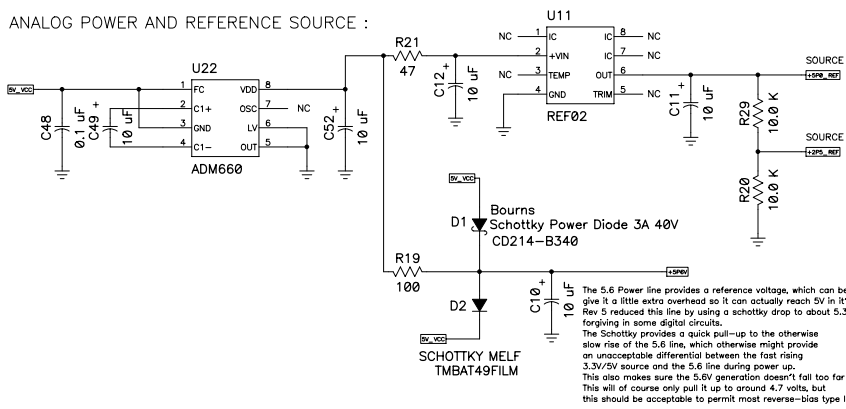 ANALOG POWER AND REFERENCE SOURCE :
U11
NC 1 IC IC 8 NC
2 +VIN IC 7 NC
NC 3 TEMP OUT 6
4 GND TRIM 5 NC
REF02
R21
47
C12 + 10 uF
C11 + 10 uF
SOURCE
+5P0_REF
R29 10.0 K
SOURCE
+2P5_REF
R20 10.0 K
U22
5V_VCC
1 FC VDD 8
2 C1+ OSC 7 NC
3 GND LV 6
4 C1- OUT 5
ADM660
C48 0.1 uF
C49 + 10 uF
C52 + 10 uF
5V_VCC
D1
Bourns
Schottky Power Diode 3A 40V
CD214-B340
R19
100
+5P6V
C10 + 10 uF
D2
5V_VCC
SCHOTTKY MELF
TMBAT49FILM
The 5.6 Power line provides a reference voltage, which can be
give it a little extra overhead so it can actually reach 5V in it'
Rev 5 reduced this line by using a schottky drop to about 5.3
forgiving in some digital circuits.
The Schottky provides a quick pull-up to the otherwise
slow rise of the 5.6 line, which otherwise might provide
an unacceptable differential between the fast rising
3.3V/5V source and the 5.6 line during power up.
This also makes sure the 5.6V generation doesn't fall too far
This will of course only pull it up to around 4.7 volts, but
this should be acceptable to permit most reverse-bias type